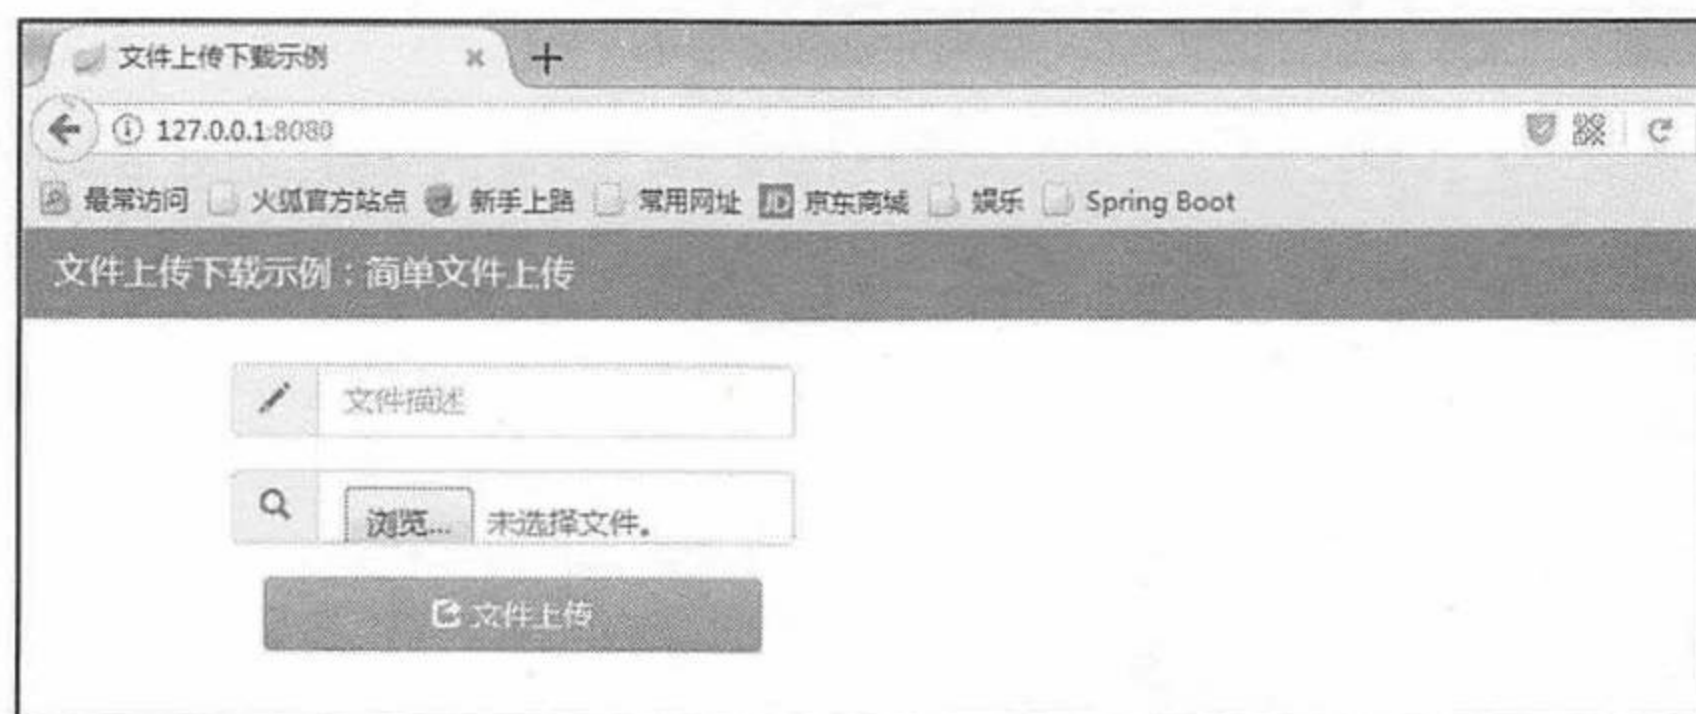 文件上传下载示例
127.0.0.1:8080
最常访问 火狐官方站点 新手上路 常用网址 JD 京东商城 娱乐 Spring Boot
文件上传下载示例：简单文件上传
文件描述
浏览... 未选择文件。
文件上传